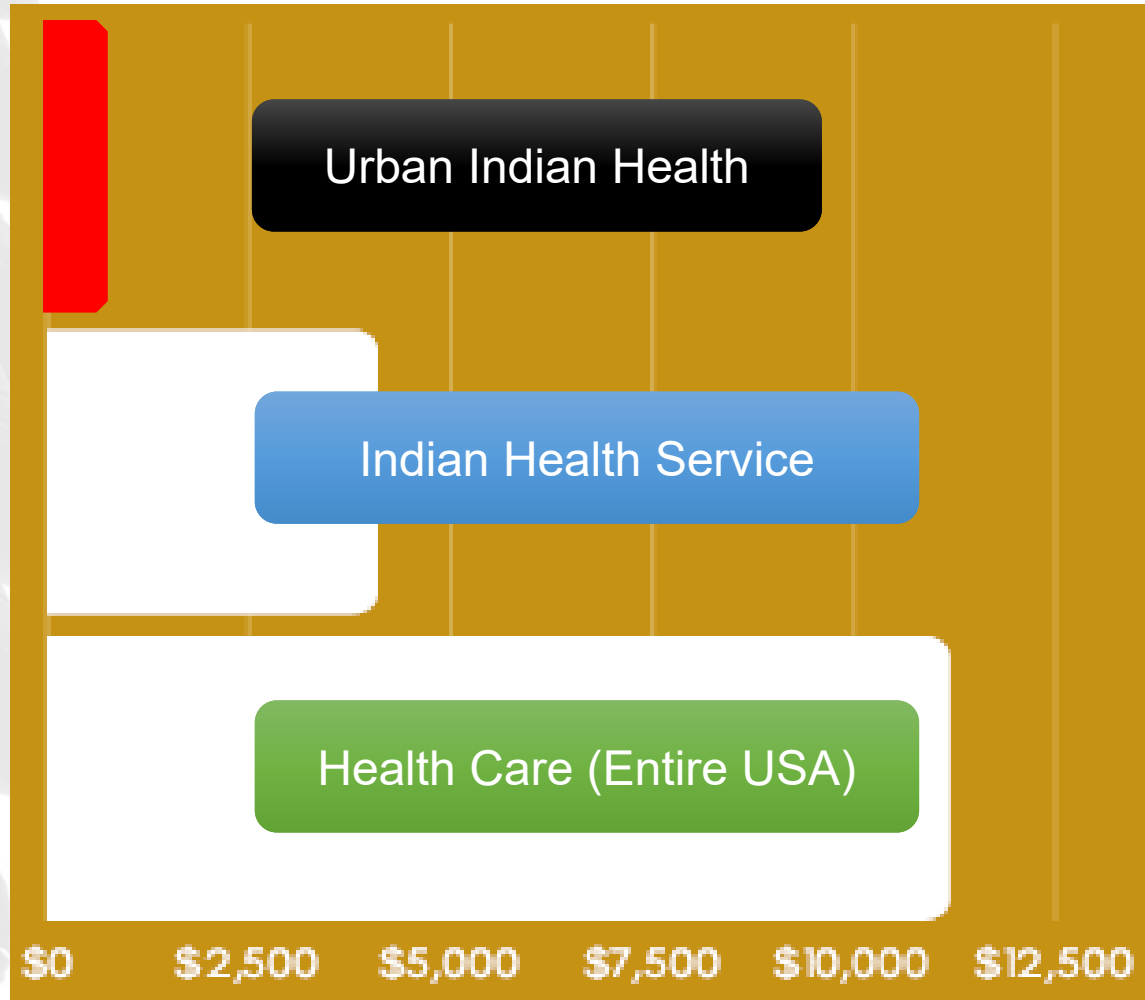 Urban Indian Health
Indian Health Service
Health Care (Entire USA)
$0 $2,500 $5,000 $7,500 $10,000 $12,500